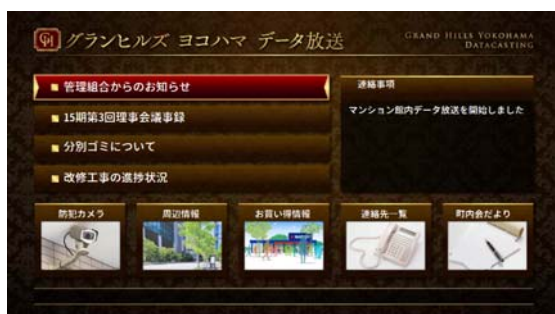 GH グランヒルズ ヨコハマ データ放送
GRAND HILLS YOKOHAMA
DATACASTING
管理組合からのお知らせ
15期第3回理事会議事録
分別ゴミについて
改修工事の進捗状況
連絡事項
マンション館内データ放送を開始しました
防犯カメラ
周辺情報
お買い得情報
連絡先一覧
町内会だより